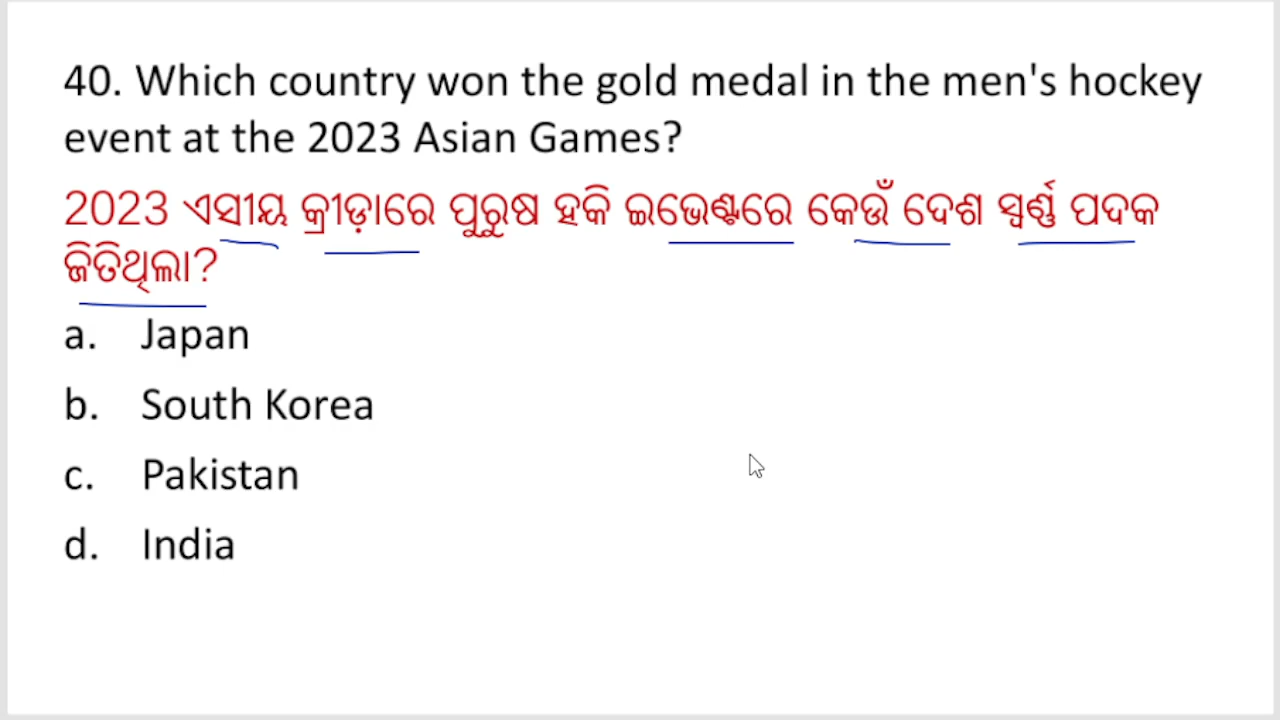 40. Which country won the gold medal in the men's hockey
event at the 2023 Asian Games?
2023 ଏସୀୟ କ୍ରୀଡ଼ାରେ ପୁରୁଷ ହକି ଇଭେଣ୍ଟରେ କେଉଁ ଦେଶ ସ୍ୱର୍ଣ୍ଣ ପଦକ
ଜିତିଥିଲା?
a. Japan
b. South Korea
c. Pakistan
d. India